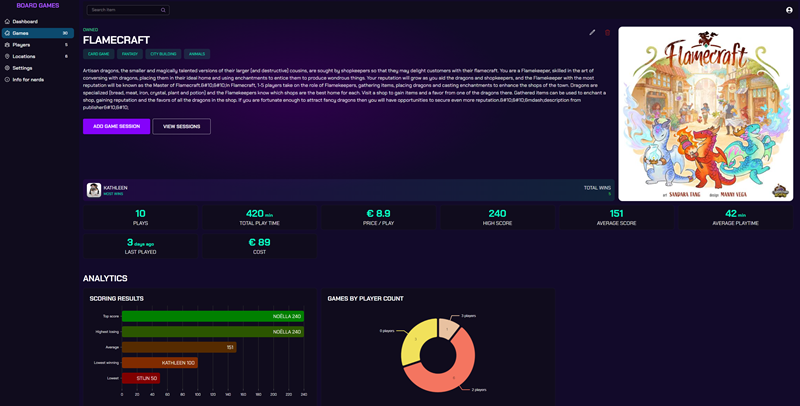 BOARD GAMES
Search item
Dashboard
Games
Players 5
Locations
Settings
Info for nerds
OWNED
FLAMECRAFT
CARD GAME FANTASY CITY BUILDING ANIMALS
Artisan dragons, the smaller and magically talented versions of their larger (and destructive) cousins, are sought by shopkeepers so that they may delight customers with their flamecraft. You are a Flamekeeper, skilled in the art of
conversing with dragons, placing them in their ideal home and using enchantments to entice them to produce wondrous things. Your reputation will grow as you aid the dragons and shopkeepers, and the Flamekeeper with the most
reputation will be known as the Master of Flamecraft.&#10;&#10;In Flamecraft, 1-5 players take on the role of Flamekeepers, gathering items, placing dragons and casting enchantments to enhance the shops of the town. Dragons are
specialized (bread, meat, iron, crystal, plant and potion) and the Flamekeepers know which shops are the best home for each. Visit a shop to gain items and a favor from one of the dragons there. Gathered items can be used to enchant a
shop, gaining reputation and the favors of all the dragons in the shop. If you are fortunate enough to attract fancy dragons then you will have opportunities to secure even more reputation.&#10;&#10;&mdash;description from
publisher&#10;&#10;
ADD GAME SESSION VIEW SESSIONS
Flamecraft
BY SANDARA TANG MANNY VEGA
KATHLEEN
MOST WINS
TOTAL WINS
10
PLAYS
420 min
TOTAL PLAY TIME
€ 8.9
PRICE / PLAY
240
HIGH SCORE
151
AVERAGE SCORE
42 min
AVERAGE PLAYTIME
3 days ago
LAST PLAYED
€ 89
COST
ANALYTICS
SCORING RESULTS
Top score NOËLLA 240
Highest losing NOËLLA 240
Average 151
Lowest winning KATHLEEN 100
Lowest STIJN 50
0 20 40 60 80 100 120 140 160 180 200 220 240
GAMES BY PLAYER COUNT
2 players